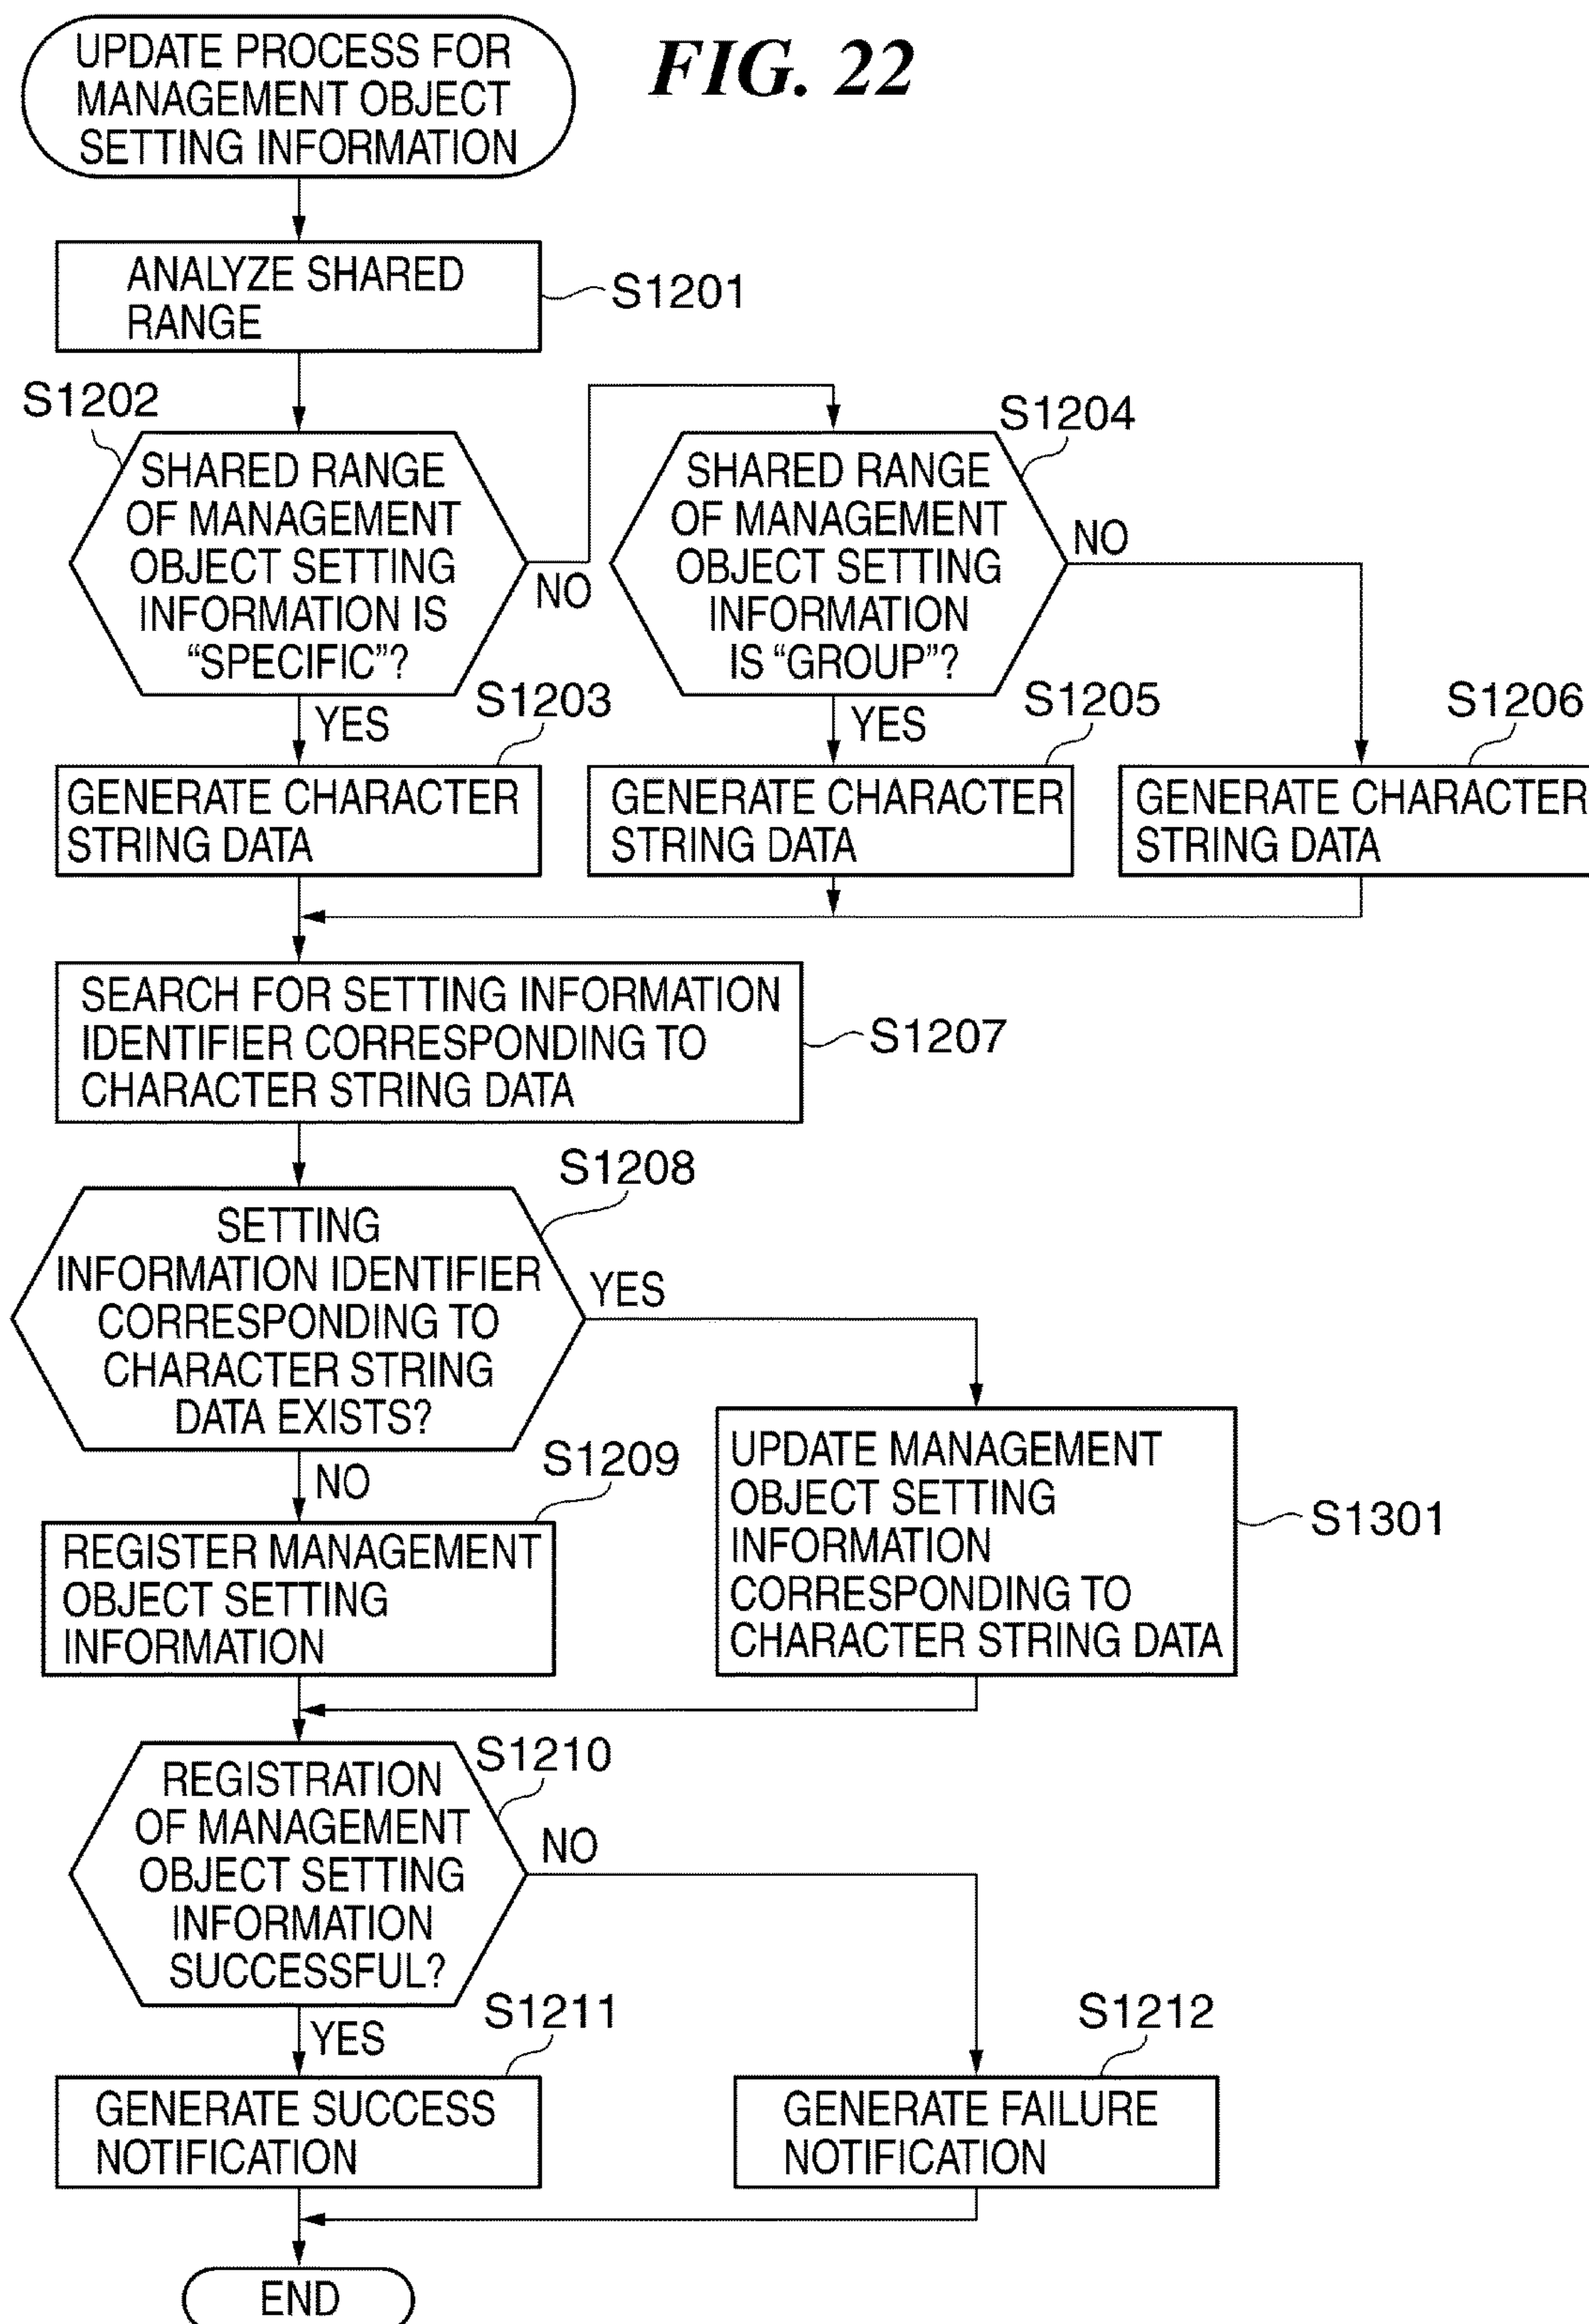 UPDATE PROCESS FOR
MANAGEMENT OBJECT
SETTING INFORMATION
FIG. 22
ANALYZE SHARED
RANGE
S1201
S1202
SHARED RANGE
OF MANAGEMENT
OBJECT SETTING
INFORMATION IS
“SPECIFIC”?
NO
YES
S1204
SHARED RANGE
OF MANAGEMENT
OBJECT SETTING
INFORMATION
IS “GROUP”?
NO
YES
S1203
GENERATE CHARACTER
STRING DATA
S1205
GENERATE CHARACTER
STRING DATA
S1206
GENERATE CHARACTER
STRING DATA
SEARCH FOR SETTING INFORMATION
IDENTIFIER CORRESPONDING TO
CHARACTER STRING DATA
S1207
S1208
SETTING
INFORMATION IDENTIFIER
CORRESPONDING TO
CHARACTER STRING
DATA EXISTS?
YES
NO
S1209
REGISTER MANAGEMENT
OBJECT SETTING
INFORMATION
UPDATE MANAGEMENT
OBJECT SETTING
INFORMATION
CORRESPONDING TO
CHARACTER STRING DATA
S1301
S1210
REGISTRATION
OF MANAGEMENT
OBJECT SETTING
INFORMATION
SUCCESSFUL?
NO
YES
S1211
GENERATE SUCCESS
NOTIFICATION
S1212
GENERATE FAILURE
NOTIFICATION
END